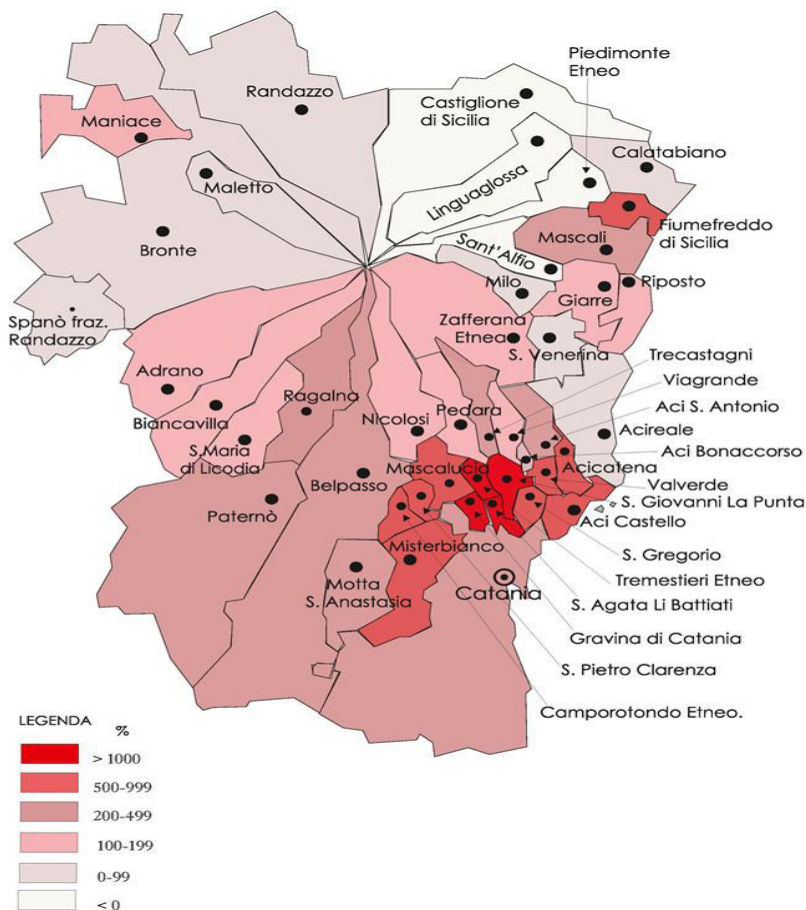 Piedimonte
Etneo
Randazzo
Castiglione
di Sicilia
Maniace
Calatabiano
Maletto
Linguaglossa
Fiumefreddo
di Sicilia
Mascali
Bronte
Sant'Alfio
Milo
Giarre
Riposto
Spanò fraz.
Randazzo
Zafferana
Etnea
S. Venerina
Trecastagni
Adrano
Viagrande
Ragalna
Biancavilla
Nicolosi
Pedara
Aci S. Antonio
Acireale
S.Maria
di Licodia
Aci Bonaccorso
Mascalucia
Acicatena
Belpasso
Valverde
Paternò
S. Giovanni La Punta
Aci Castello
Misterbianco
S. Gregorio
Motta
S. Anastasia
Tremestieri Etneo
Catania
S. Agata Li Battiati
Gravina di Catania
S. Pietro Clarenza
Camporotondo Etneo.
LEGENDA
%
> 1000
500-999
200-499
100-199
0-99
< 0